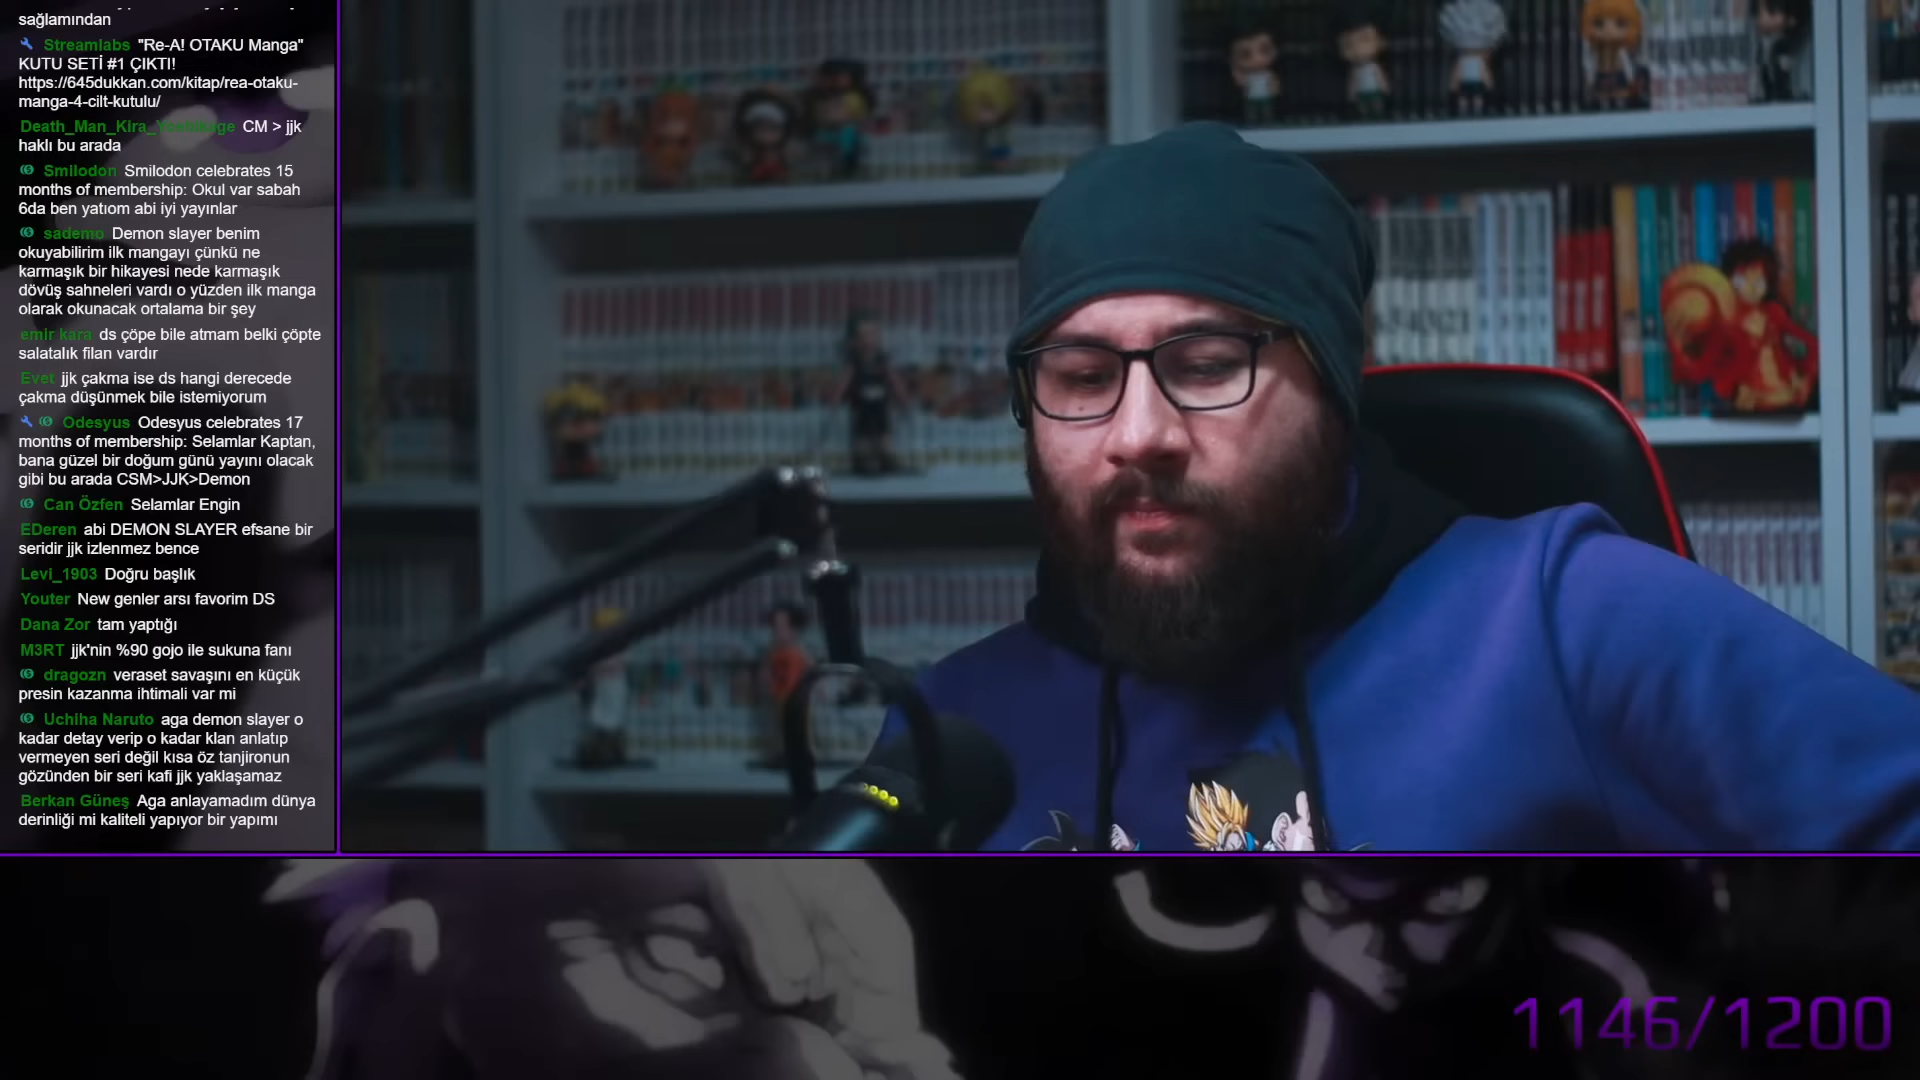 sağlamından
Streamlabs "Re-A! OTAKU Manga"
KUTU SETİ #1 ÇIKTI!
https://645dukkan.com/kitap/rea-otaku-
manga-4-cilt-kutulu/
Death_Man_Kira_Yoshikage CM > jjk
haklı bu arada
Smilodon Smilodon celebrates 15
months of membership: Okul var sabah
6da ben yatıom abi iyi yayınlar
sademo Demon slayer benim
okuyabilirim ilk mangayı çünkü ne
karmaşık bir hikayesi nede karmaşık
dövüş sahneleri vardı o yüzden ilk manga
olarak okunacak ortalama bir şey
emir kara ds çöpe bile atmam belki çöpte
salatalık filan vardır
Evet jjk çakma ise ds hangi derecede
çakma düşünmek bile istemiyorum
Odesyus Odesyus celebrates 17
months of membership: Selamlar Kaptan,
bana güzel bir doğum günü yayını olacak
gibi bu arada CSM>JJK>Demon
Can Özfen Selamlar Engin
EDeren abi DEMON SLAYER efsane bir
seridir jjk izlenmez bence
Levi_1903 Doğru başlık
Youter New genler arsı favorim DS
Dana Zor tam yaptığı
M3RT jjk'nin %90 gojo ile sukuna fanı
dragozn veraset savaşını en küçük
presin kazanma ihtimali var mi
Uchiha Naruto aga demon slayer o
kadar detay verip o kadar klan anlatıp
vermeyen seri değil kısa öz tanjironun
gözünden bir seri kafi jjk yaklaşamaz
Berkan Güneş Aga anlayamadım dünya
derinliği mi kaliteli yapıyor bir yapımı
1146/1200